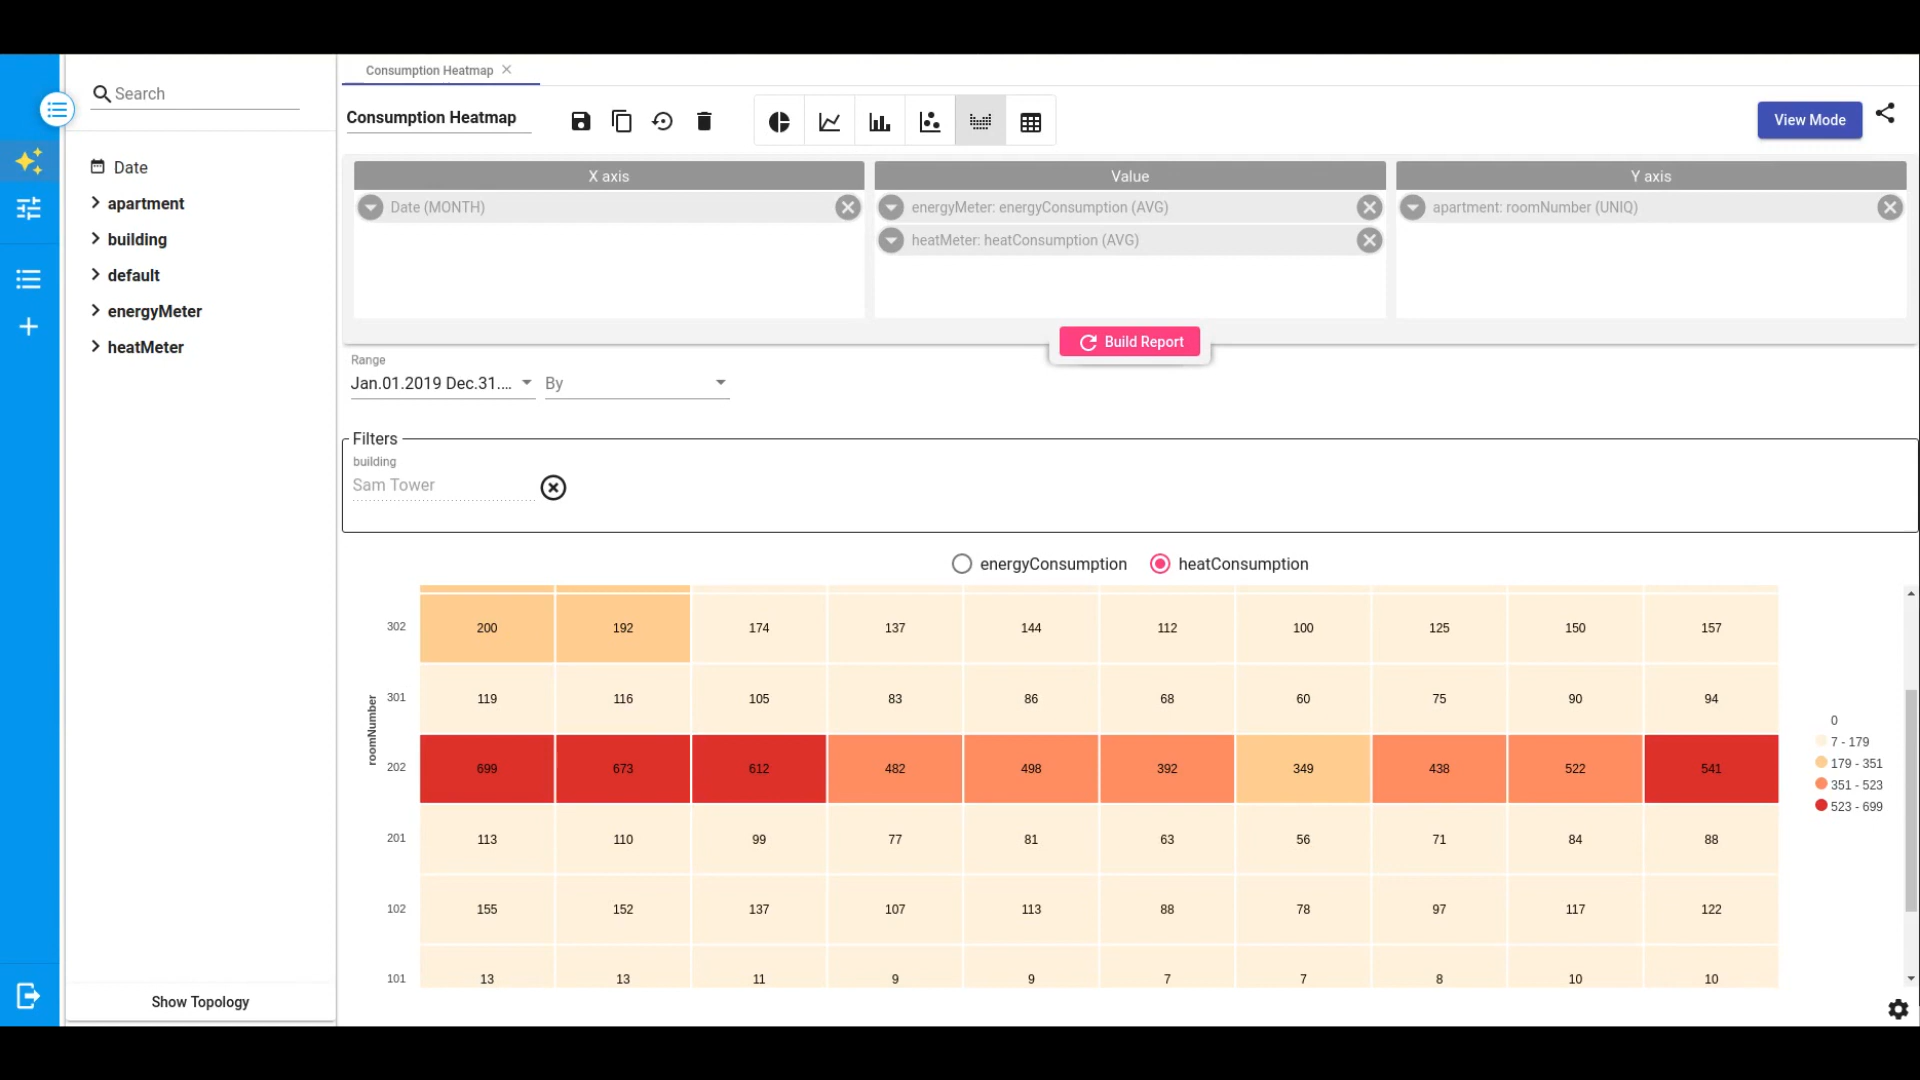 Consumption Heatmap
Search
Consumption Heatmap
View Mode
Date
apartment
building
default
energyMeter
heatMeter
Show Topology
X axis
Value
Y axis
Date (MONTH)
energyMeter: energyConsumption (AVG)
apartment: roomNumber (UNIQ)
heatMeter: heatConsumption (AVG)
Build Report
Range
Jan.01.2019 Dec.31.... By
Filters
building
Sam Tower
energyConsumption heatConsumption
roomNumber
302 200 192 174 137 144 112 100 125 150 157
301 119 116 105 83 86 68 60 75 90 94
202 699 673 612 482 498 392 349 438 522 541
201 113 110 99 77 81 63 56 71 84 88
102 155 152 137 107 113 88 78 97 117 122
101 13 13 11 9 9 7 7 8 10 10
0
7 - 179
179 - 351
351 - 523
523 - 699